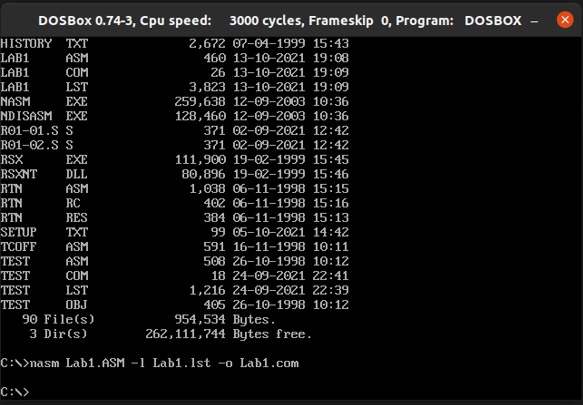 DOSBox 0.74-3, Cpu speed: 3000 cycles, Frameskip 0, Program: DOSBOX
HISTORY TXT 2,672 07-04-1999 15:43
LAB1 ASM 460 13-10-2021 19:08
LAB1 COM 26 13-10-2021 19:09
LAB1 LST 3,823 13-10-2021 19:09
NASM EXE 259,638 12-09-2003 10:36
NDISASM EXE 128,460 12-09-2003 10:36
R01-01.S S 371 02-09-2021 12:42
R01-02.S S 371 02-09-2021 12:42
RSX EXE 111,900 19-02-1999 15:45
RSXNT DLL 80,896 19-02-1999 15:46
RTN ASM 1,038 06-11-1998 15:15
RTN RC 402 06-11-1998 15:16
RTN RES 384 06-11-1998 15:13
SETUP TXT 99 05-10-2021 14:42
TCOFF ASM 591 16-11-1998 10:11
TEST ASM 508 26-10-1998 10:12
TEST COM 18 24-09-2021 22:41
TEST LST 1,216 24-09-2021 22:39
TEST OBJ 405 26-10-1998 10:12
90 File(s) 954,534 Bytes.
3 Dir(s) 262,111,744 Bytes free.
C:\>nasm Lab1.ASM -l Lab1.lst -o Lab1.com
C:\>